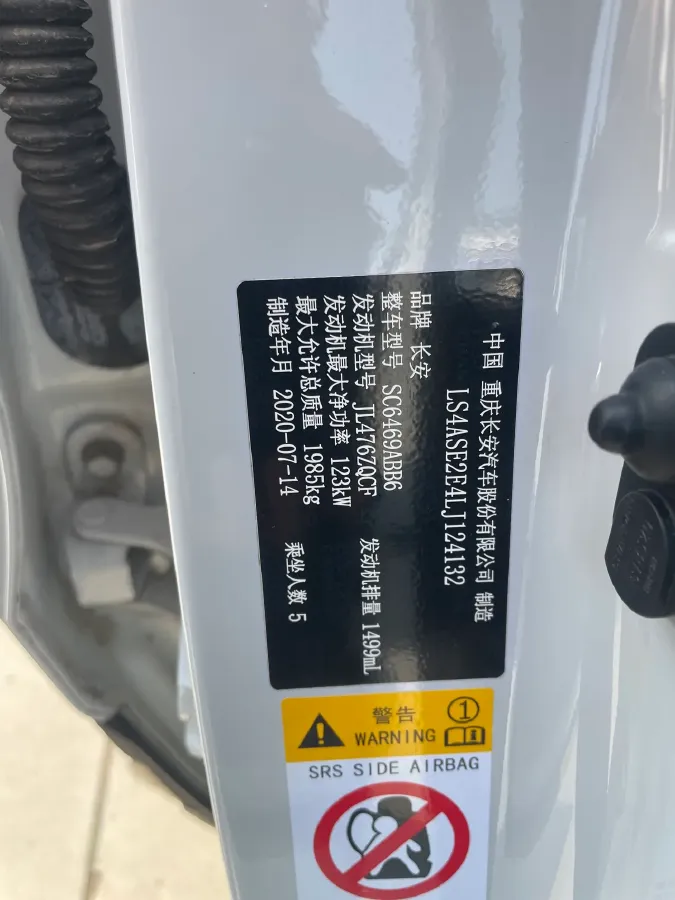 中国 重庆长安汽车股份有限公司 制造
LS4ASE2E4LJ124132
品牌 长安
整车型号 SC6469ABB6
发动机型号 JL476ZQCF 发动机排量 1499mL
发动机最大净功率 123kW
最大允许总质量 1985kg 乘坐人数 5
制造年月 2020-07-14
警告 1
WARNING
SRS SIDE AIRBAG